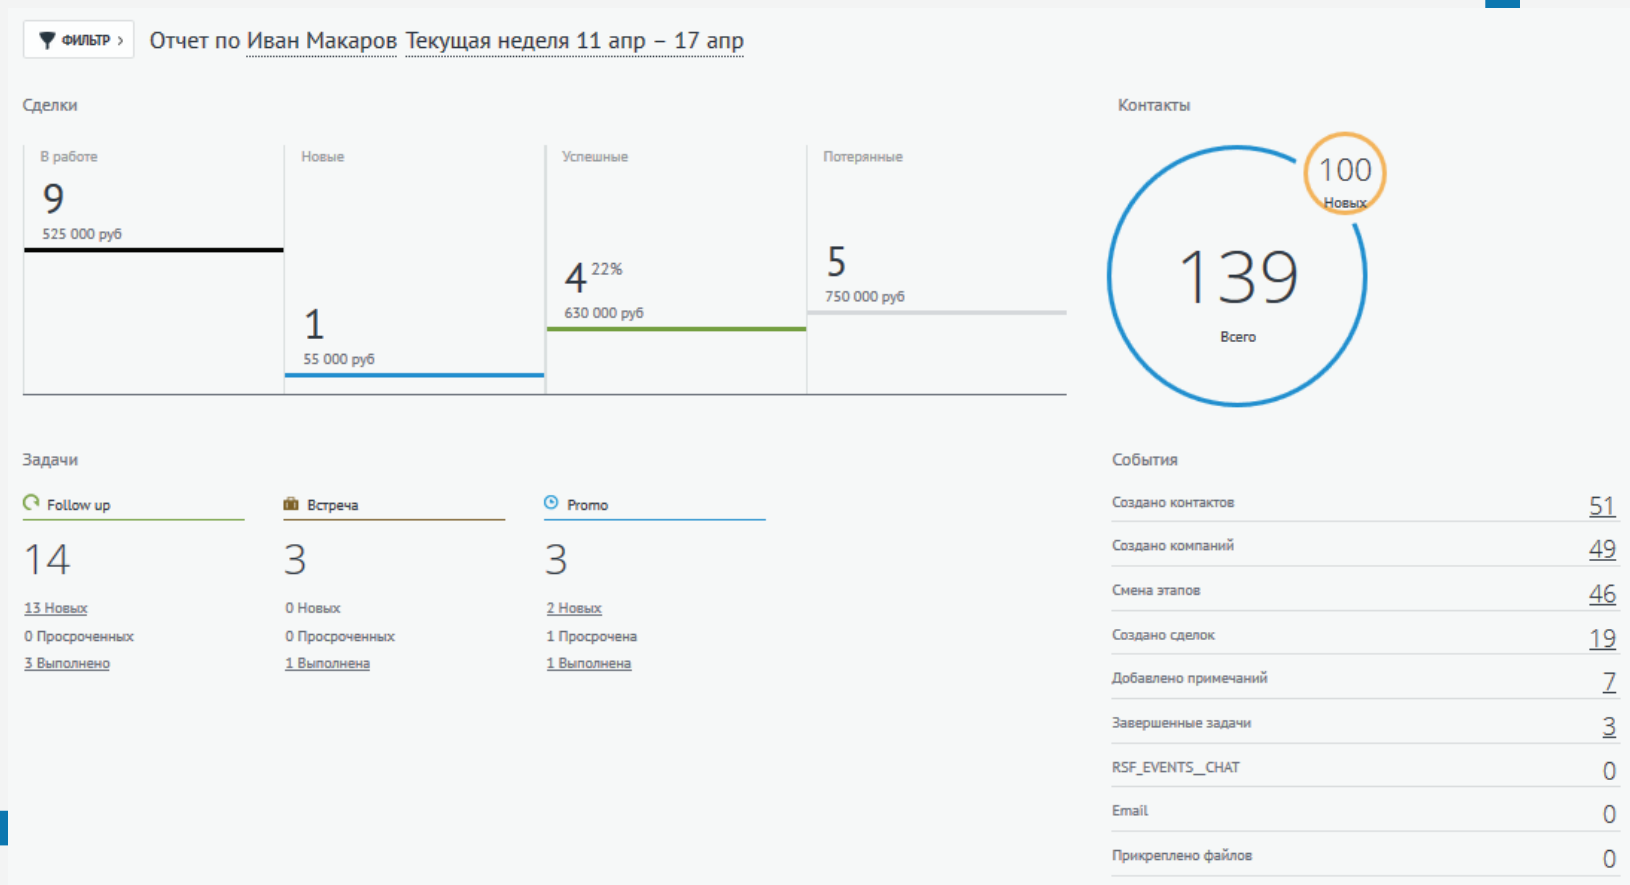 ФИЛЬТР > Отчет по Иван Макаров Текущая неделя 11 апр – 17 апр
Сделки
В работе
9
525 000 руб
Новые
1
55 000 руб
Успешные
4 22%
630 000 руб
Потерянные
5
750 000 руб
Контакты
100
Новых
139
Всего
Задачи
Follow up
14
13 Новых
0 Просроченных
3 Выполнено
Встреча
3
0 Новых
0 Просроченных
1 Выполнена
Promo
3
2 Новых
1 Просрочена
1 Выполнена
События
Создано контактов 51
Создано компаний 49
Смена этапов 46
Создано сделок 19
Добавлено примечаний 7
Завершенные задачи 3
RSF_EVENTS__CHAT 0
Email 0
Прикреплено файлов 0